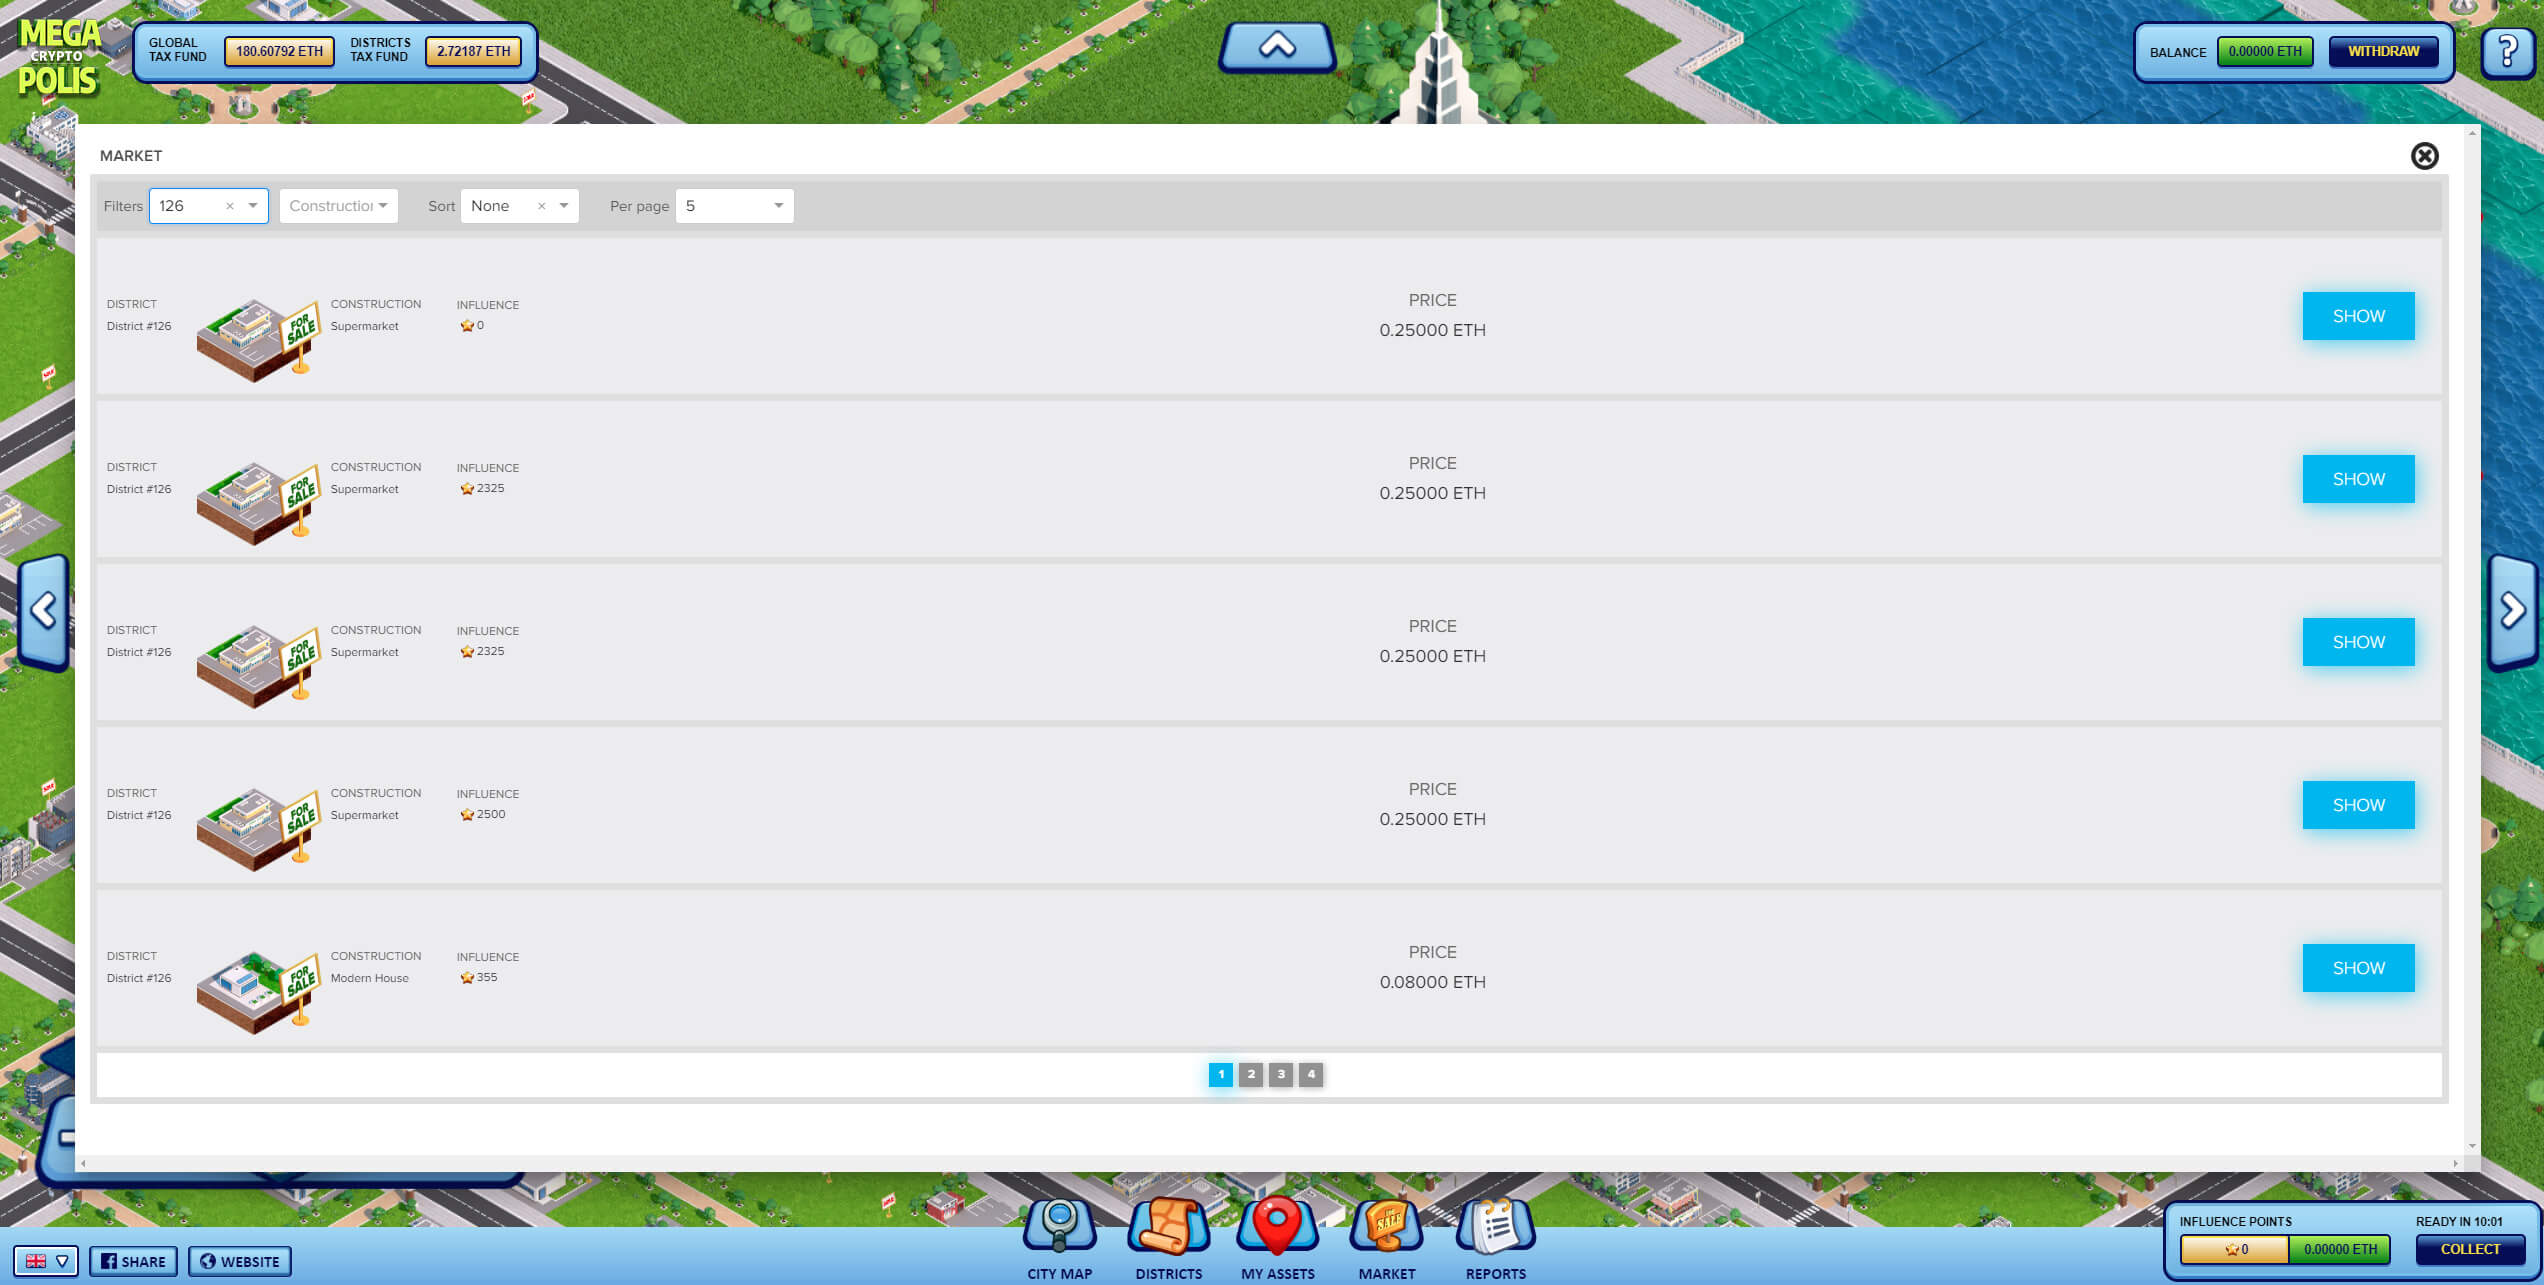 MEGA
CRYPTO
POLIS
GLOBAL
TAX FUND
180.60792 ETH
DISTRICTS
TAX FUND
2.72187 ETH
BALANCE
0.00000 ETH
WITHDRAW
?
MARKET
Filters
126
×
Construction
Sort
None
×
Per page
5
DISTRICT
District #126
FOR
SALE
CONSTRUCTION
Supermarket
INFLUENCE
0
PRICE
0.25000 ETH
SHOW
DISTRICT
District #126
FOR
SALE
CONSTRUCTION
Supermarket
INFLUENCE
2325
PRICE
0.25000 ETH
SHOW
DISTRICT
District #126
FOR
SALE
CONSTRUCTION
Supermarket
INFLUENCE
2325
PRICE
0.25000 ETH
SHOW
DISTRICT
District #126
FOR
SALE
CONSTRUCTION
Supermarket
INFLUENCE
2500
PRICE
0.25000 ETH
SHOW
DISTRICT
District #126
FOR
SALE
CONSTRUCTION
Modern House
INFLUENCE
355
PRICE
0.08000 ETH
SHOW
1 2 3 4
SHARE
WEBSITE
CITY MAP
DISTRICTS
MY ASSETS
SALE
MARKET
REPORTS
INFLUENCE POINTS
0
0.00000 ETH
READY IN 10:01
COLLECT